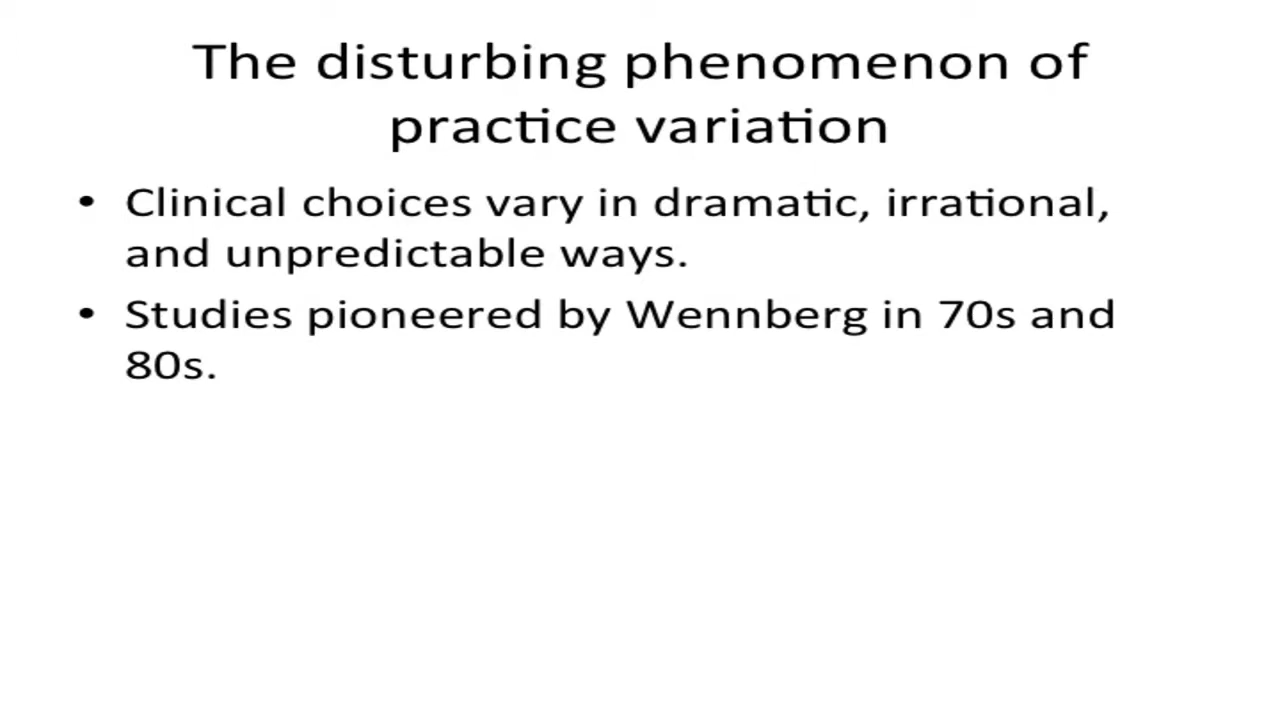 The disturbing phenomenon of
practice variation
• Clinical choices vary in dramatic, irrational,
and unpredictable ways.
• Studies pioneered by Wennberg in 70s and
80s.